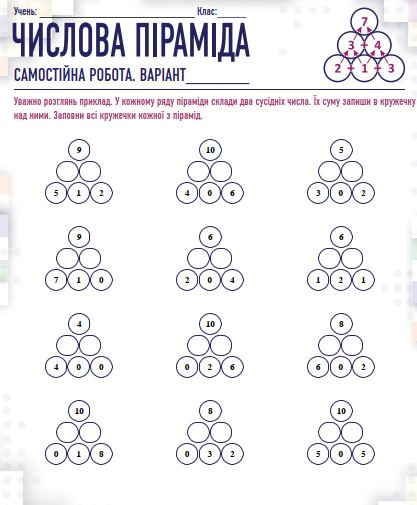 Учень: ______________________________ Клас:______
ЧИСЛОВА ПІРАМІДА
САМОСТІЙНА РОБОТА. ВАРІАНТ________
7
3 + 4
2 + 1 + 3
Уважно розглянь приклад. У кожному ряду піраміди склади два сусідніх числа. Їх суму запиши в кружечку
над ними. Заповни всі кружечки кожної з пірамід.
9 10 5
5 1 2 4 0 6 3 0 2
9 6 6
7 1 0 2 0 4 1 2 1
4 10 8
4 0 0 0 2 6 6 0 2
10 8 10
0 1 8 0 3 2 5 0 5